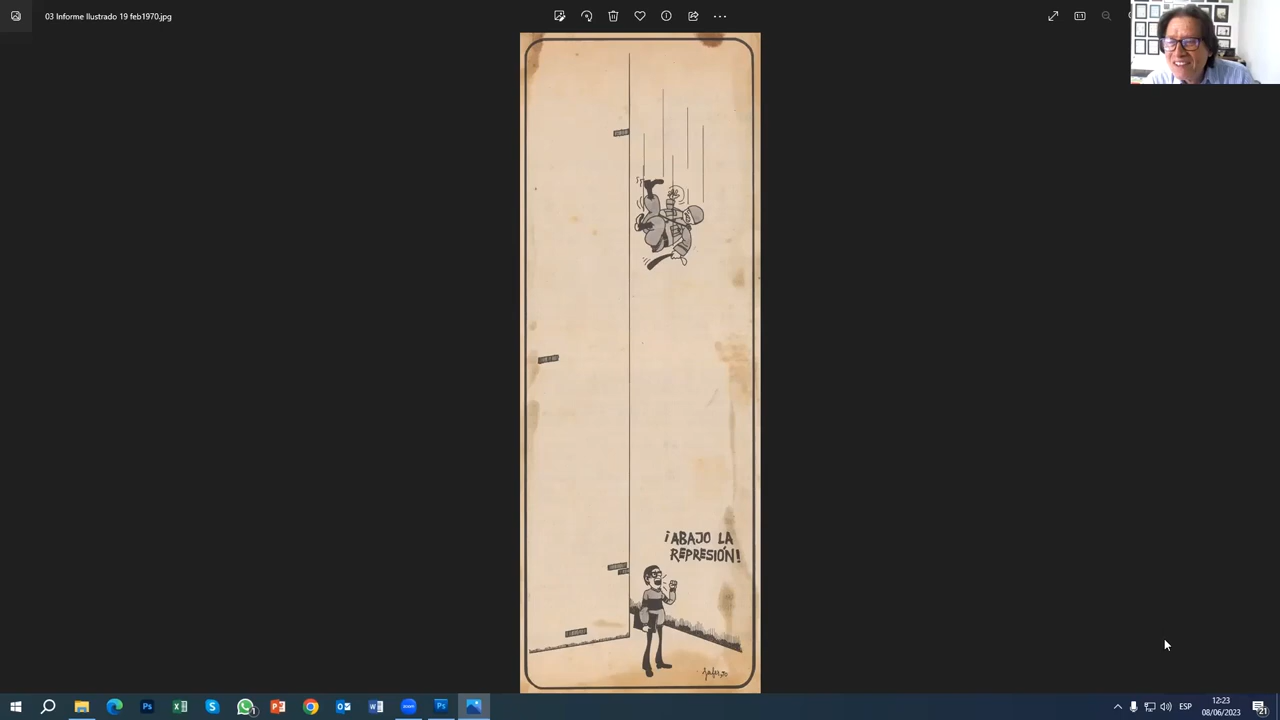 03 Informe Ilustrado 19 feb1970.jpg
¡ABAJO LA
REPRESIÓN!
ESP
12:23
08/06/2023